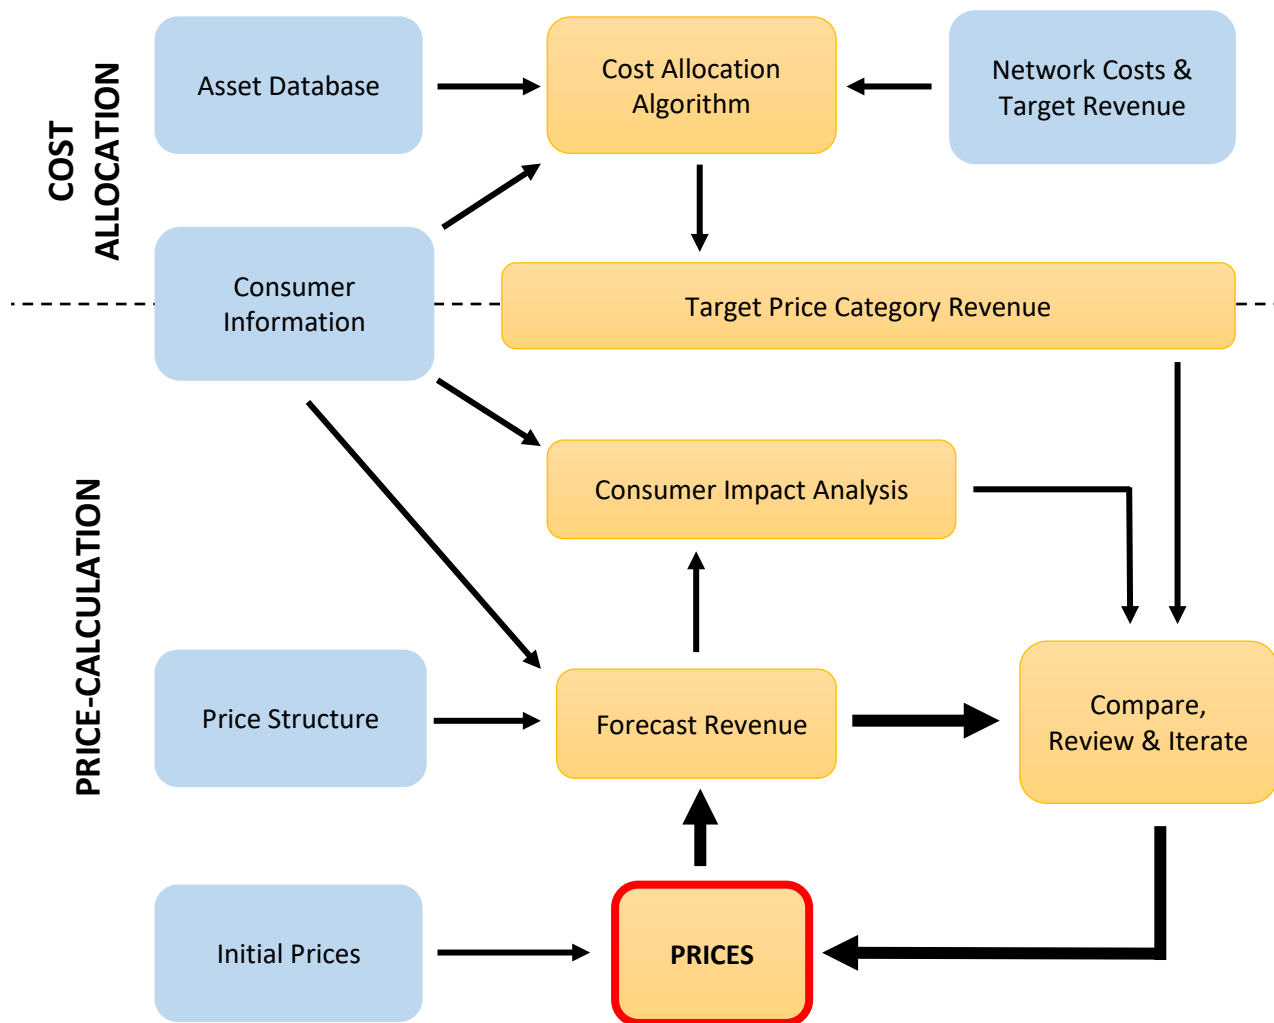 COST
ALLOCATION
Asset Database
Cost Allocation
Algorithm
Network Costs &
Target Revenue
Consumer
Information
Target Price Category Revenue
PRICE-CALCULATION
Consumer Impact Analysis
Price Structure
Forecast Revenue
Compare,
Review & Iterate
Initial Prices
PRICES